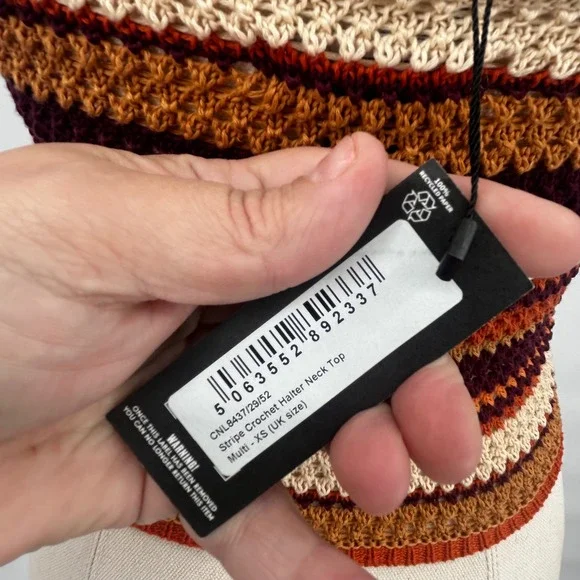 100%
RECYCLED PAPER
5 063552 892337
CNL8437/29/52
Stripe Crochet Halter Neck Top
Multi - XS (UK size)
WARNING!
ONCE THIS LABEL HAS BEEN REMOVED
YOU CAN NO LONGER RETURN THIS ITEM